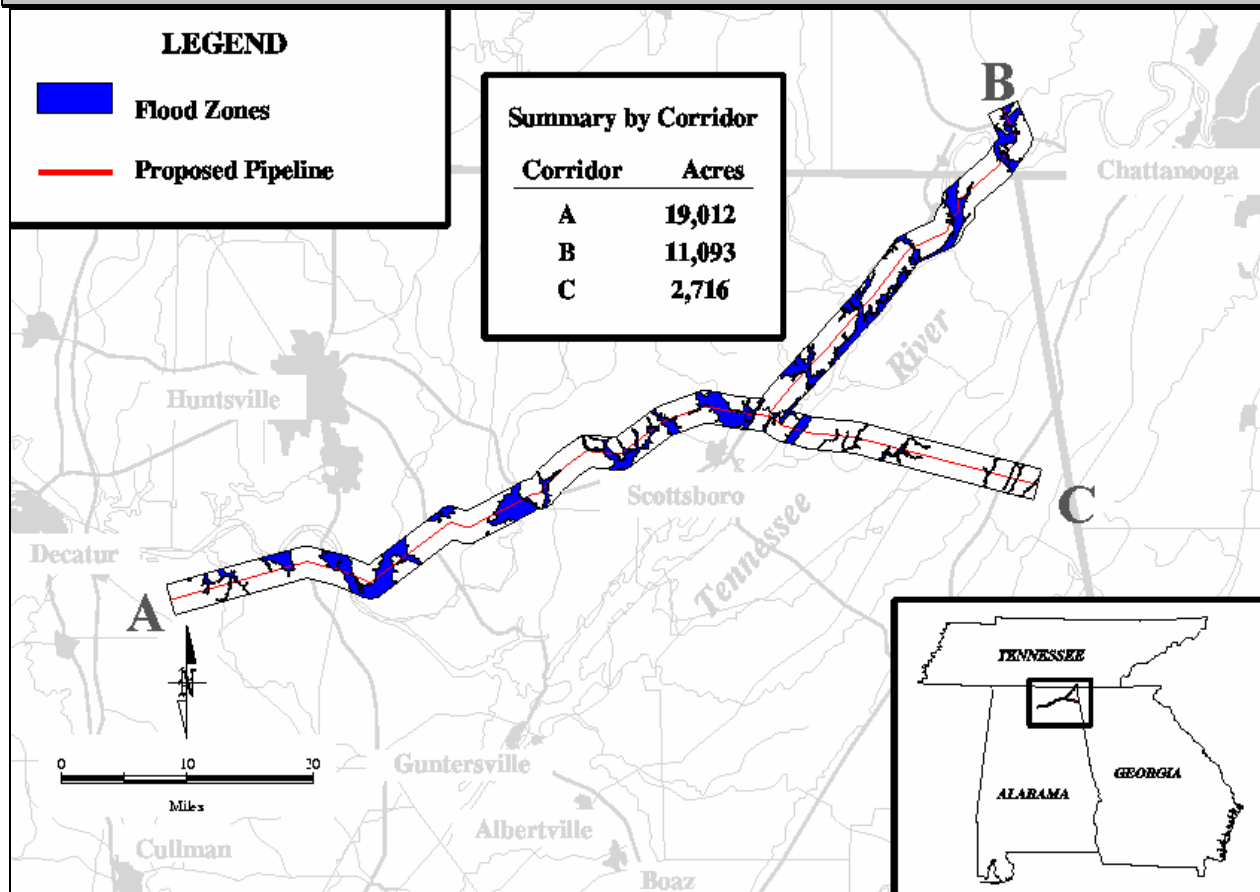 LEGEND
Flood Zones
Proposed Pipeline
Summary by Corridor
Corridor Acres
A 19,012
B 11,093
C 2,716
B
Chattanooga
Huntsville
River
Scottsboro
Tennessee
C
Decatur
A
N
0 10 20
Miles
Guntersville
Albertville
Cullman
Boaz
TENNESSEE
ALABAMA
GEORGIA